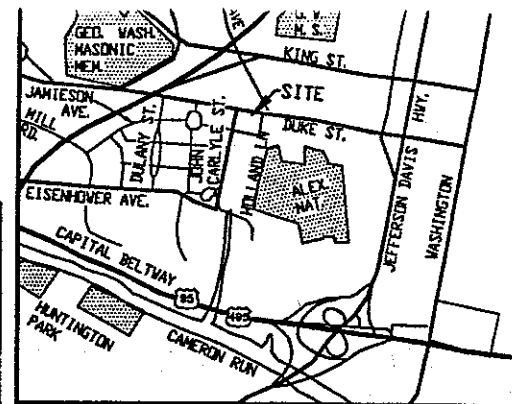 AVE
GEO. WASH.
MASONIC
MEM.
G. W.
M. S.
KING ST.
JAMIESON
AVE.
MILL
RD.
DULANY ST.
JOHN
CARLYLE ST.
SITE
DUKE ST.
HOLLAND LN
ALEX.
NAT.
JEFFERSON DAVIS HWY.
WASHINGTON
EISENHOWER AVE.
CAPITAL BELTWAY
95
495
HUNTINGTON
PARK
CAMERON RUN